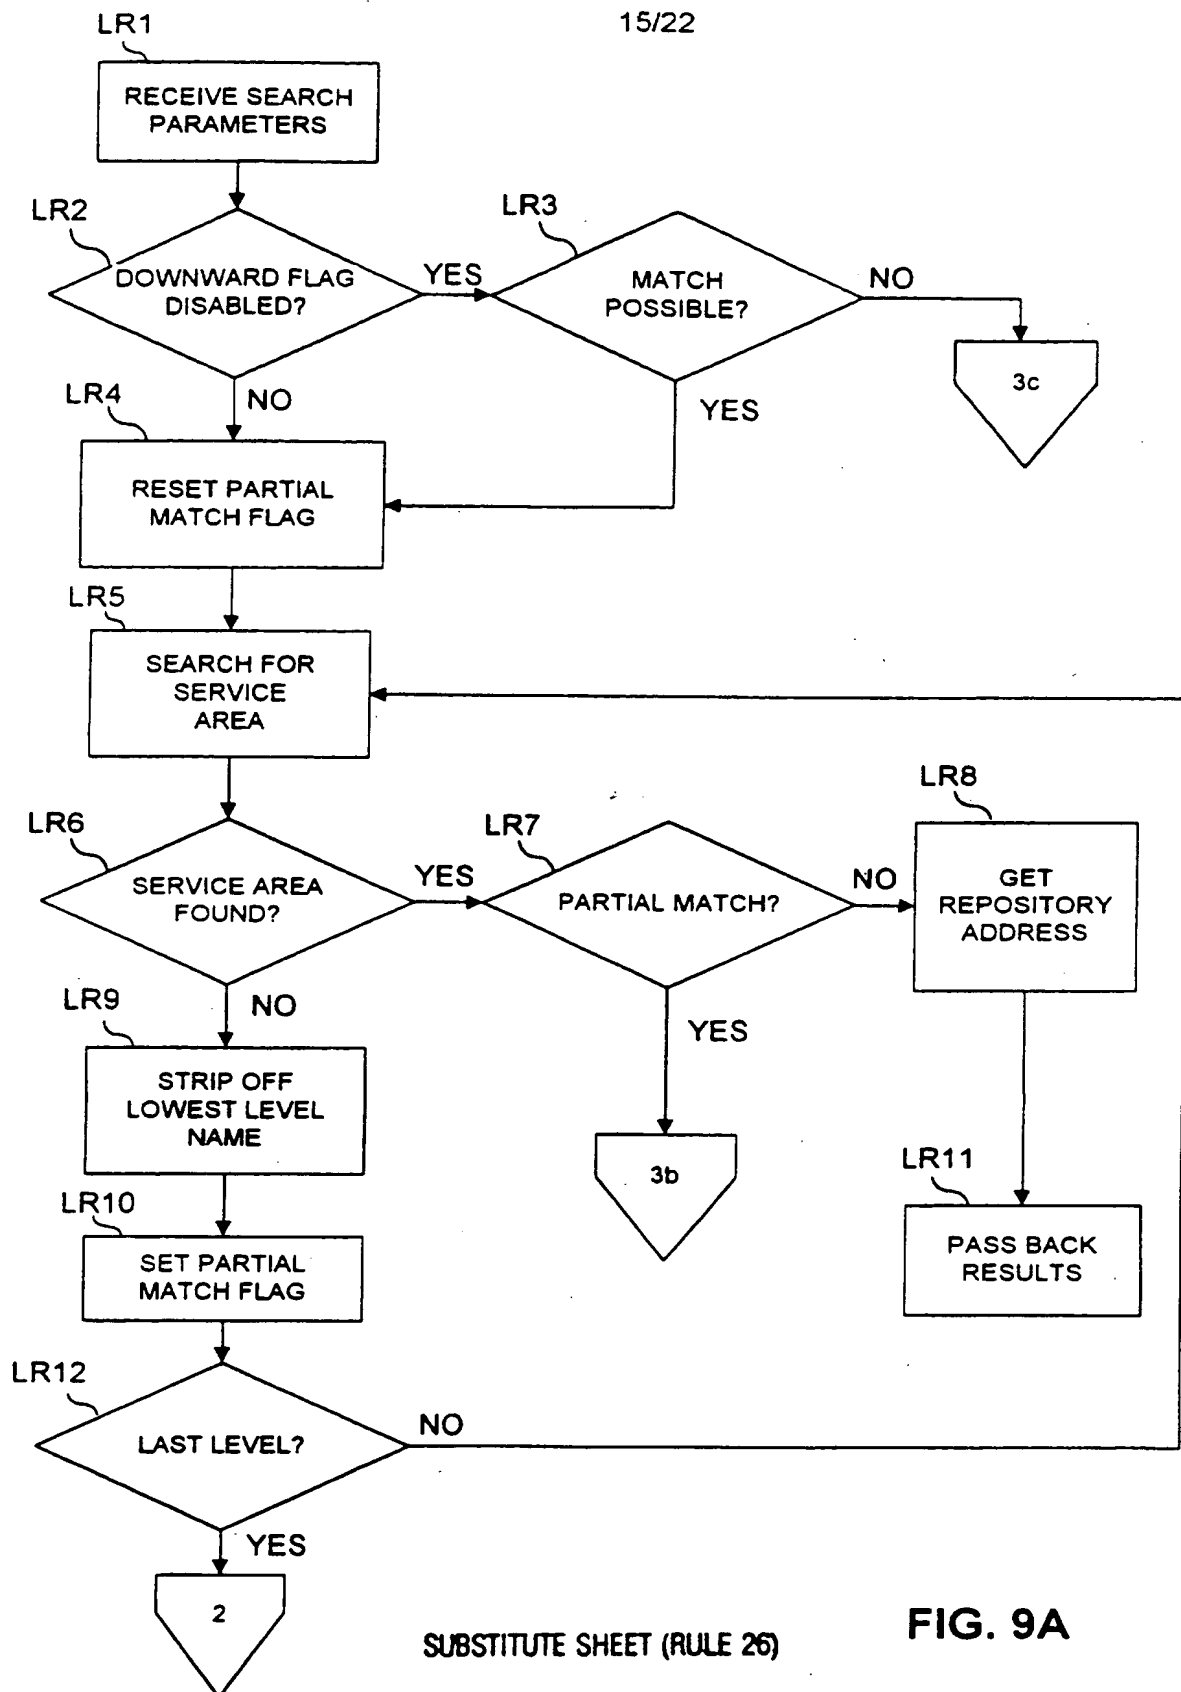 15/22
LR1
RECEIVE SEARCH
PARAMETERS
LR2
DOWNWARD FLAG
DISABLED?
YES
LR3
MATCH
POSSIBLE?
NO
3c
NO
YES
LR4
RESET PARTIAL
MATCH FLAG
LR5
SEARCH FOR
SERVICE
AREA
LR6
SERVICE AREA
FOUND?
YES
LR7
PARTIAL MATCH?
NO
LR8
GET
REPOSITORY
ADDRESS
NO
YES
3b
LR9
STRIP OFF
LOWEST LEVEL
NAME
LR11
PASS BACK
RESULTS
LR10
SET PARTIAL
MATCH FLAG
LR12
LAST LEVEL?
NO
YES
2
SUBSTITUTE SHEET (RULE 26)
FIG. 9A